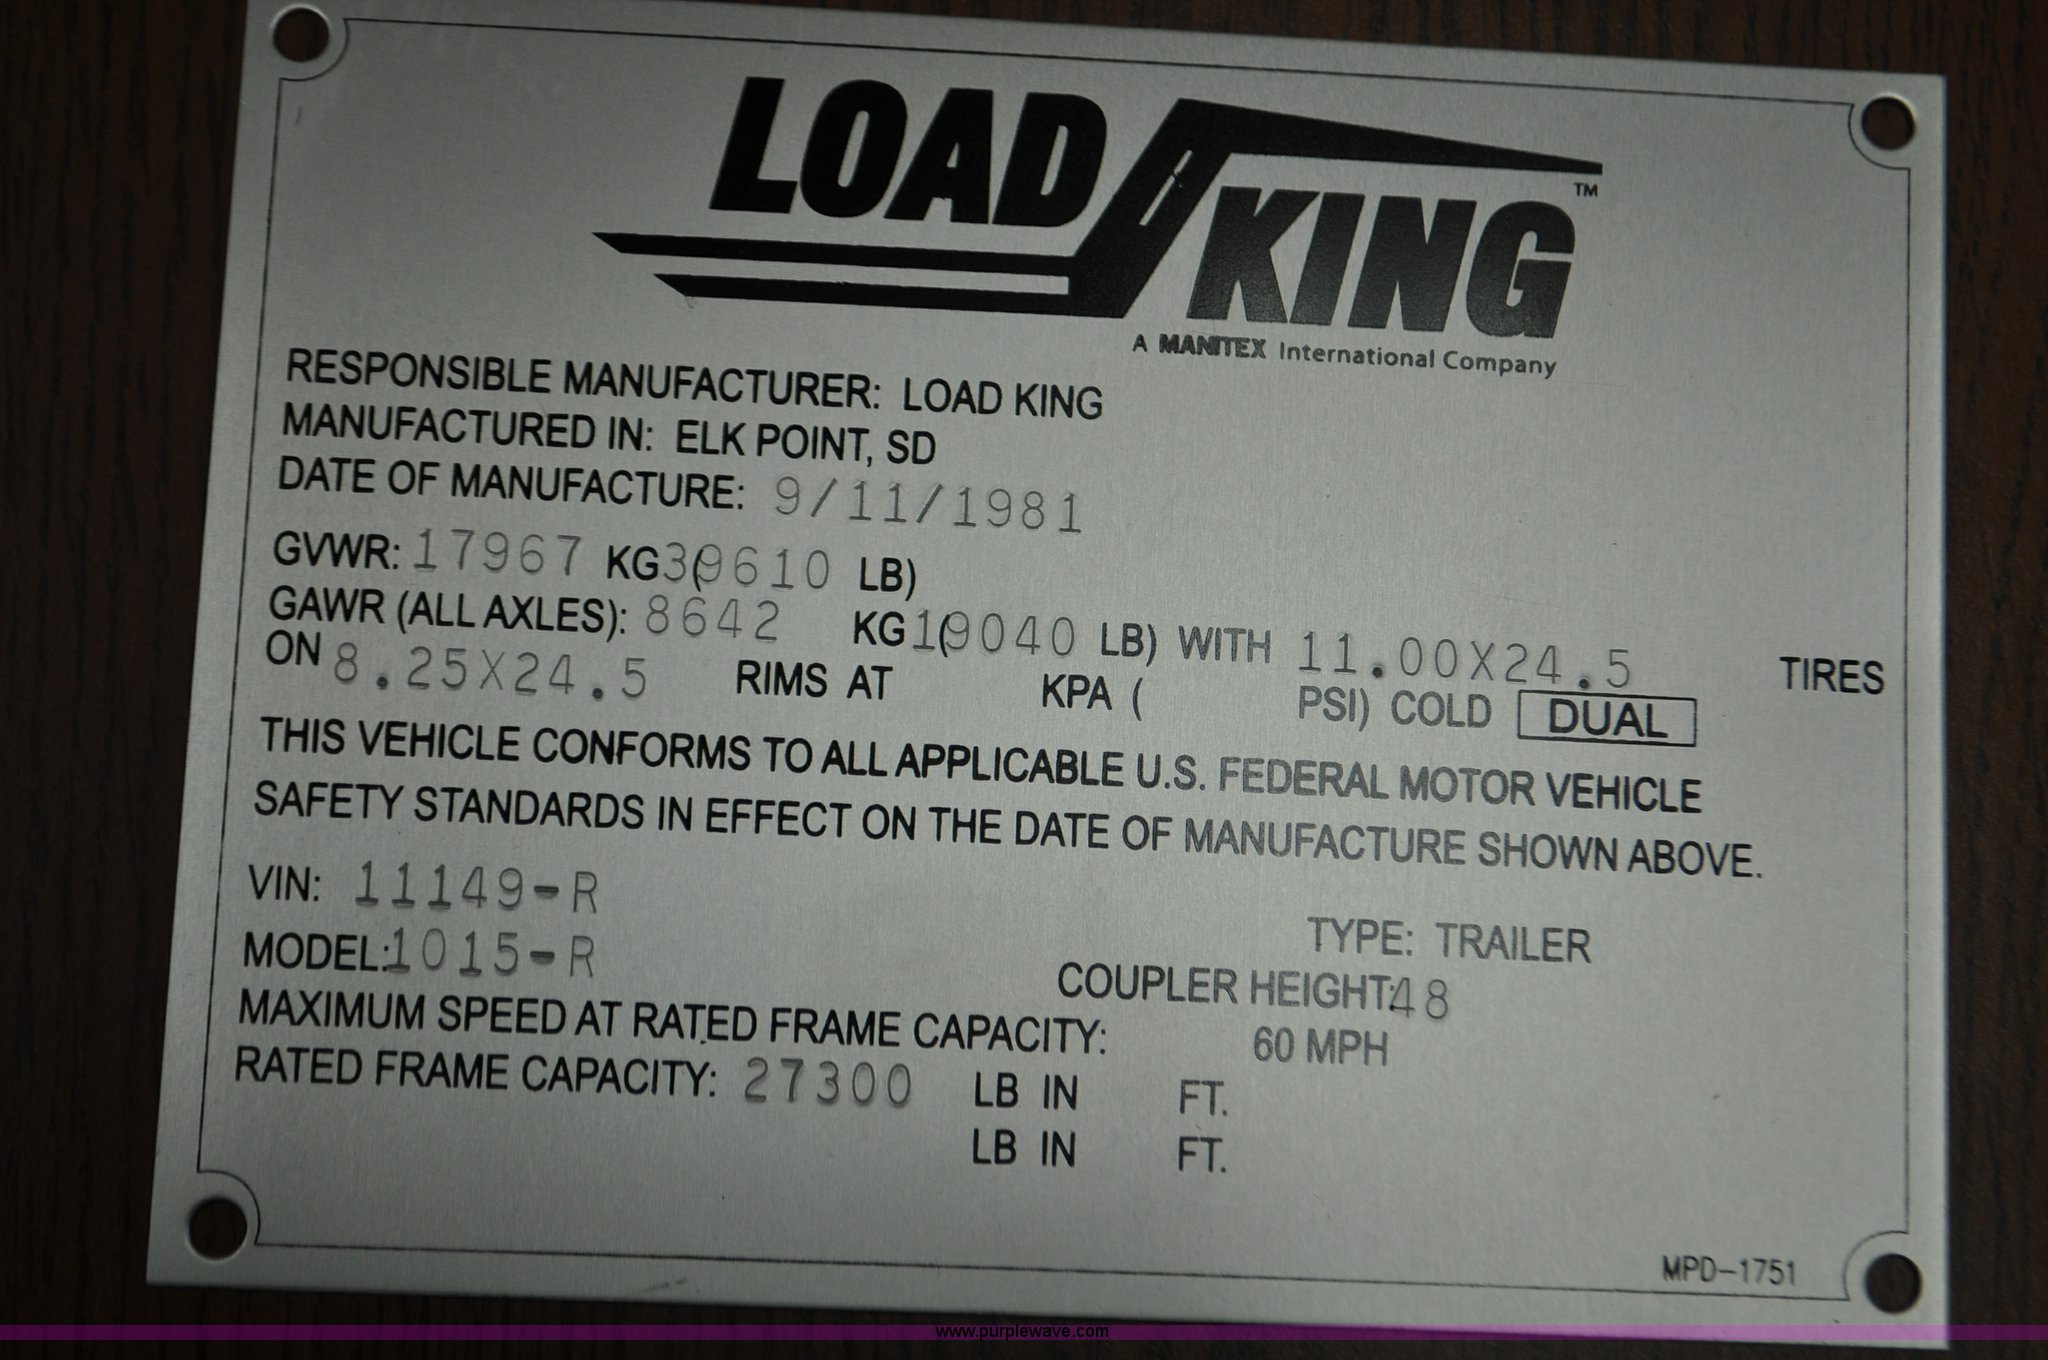 LOAD KING™
A MANITEX International Company
RESPONSIBLE MANUFACTURER: LOAD KING
MANUFACTURED IN: ELK POINT, SD
DATE OF MANUFACTURE: 9/11/1981
GVWR: 17967 KG(39610 LB)
GAWR (ALL AXLES): 8642 KG(19040 LB) WITH 11.00X24.5 TIRES
ON 8.25X24.5 RIMS AT KPA ( PSI) COLD DUAL
THIS VEHICLE CONFORMS TO ALL APPLICABLE U.S. FEDERAL MOTOR VEHICLE
SAFETY STANDARDS IN EFFECT ON THE DATE OF MANUFACTURE SHOWN ABOVE.
VIN: 11149-R
TYPE: TRAILER
MODEL: 1015-R
COUPLER HEIGHT: 48
MAXIMUM SPEED AT RATED FRAME CAPACITY: 60 MPH
RATED FRAME CAPACITY: 27300 LB IN FT.
LB IN FT.
MPD-1751
www.purplewave.com